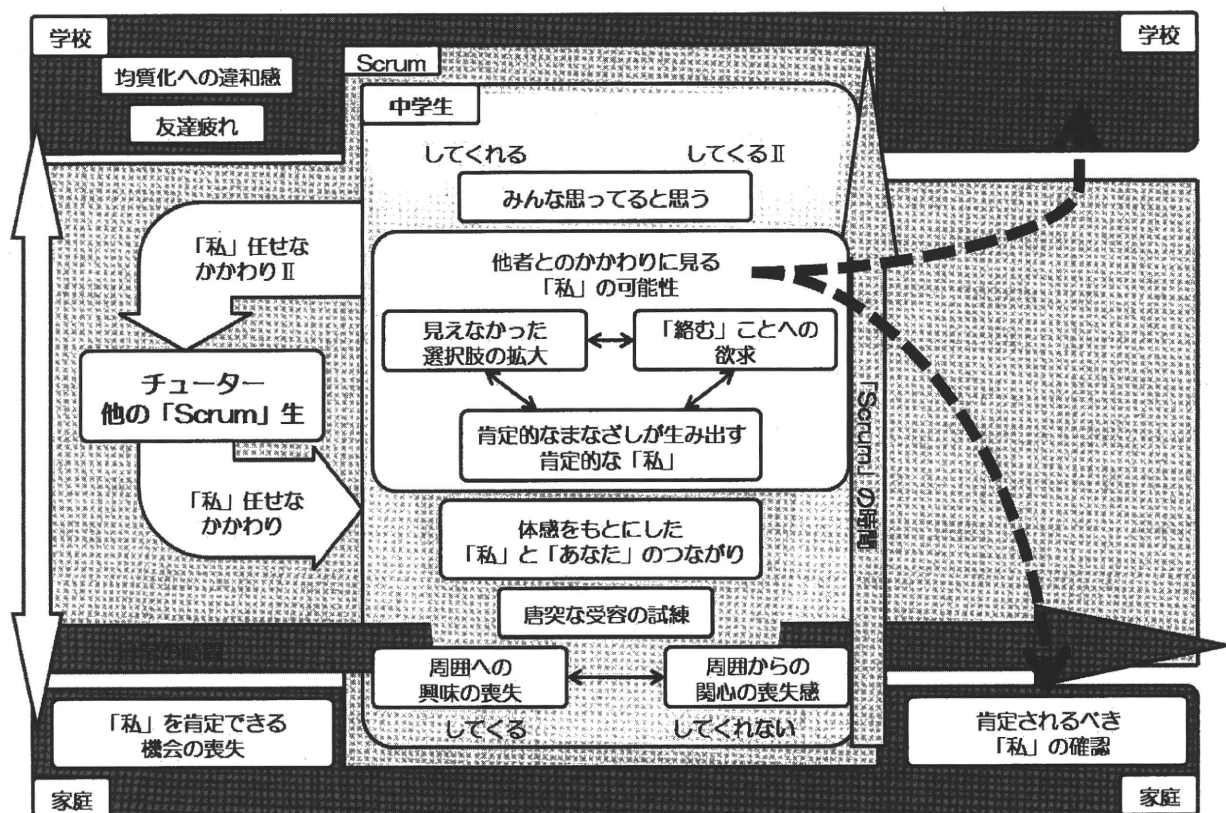 学校
学校
均質化への違和感
友達疲れ
Scrum
中学生
してくれる
してくるⅡ
みんな思ってると思う
「私」任せな
かかわりⅡ
他者とのかかわりに見る
「私」の可能性
見えなかった
選択肢の拡大
「絡む」ことへの
欲求
チューター
他の「Scrum」生
肯定的なまなざしが生み出す
肯定的な「私」
「私」任せな
かかわり
体感をもとにした
「私」と「あなた」のつながり
「Scrum」の時間
唐突な受容の試練
周囲への
興味の喪失
周囲からの
関心の喪失感
してくる
してくれない
「私」を肯定できる
機会の喪失
肯定されるべき
「私」の確認
家庭
家庭